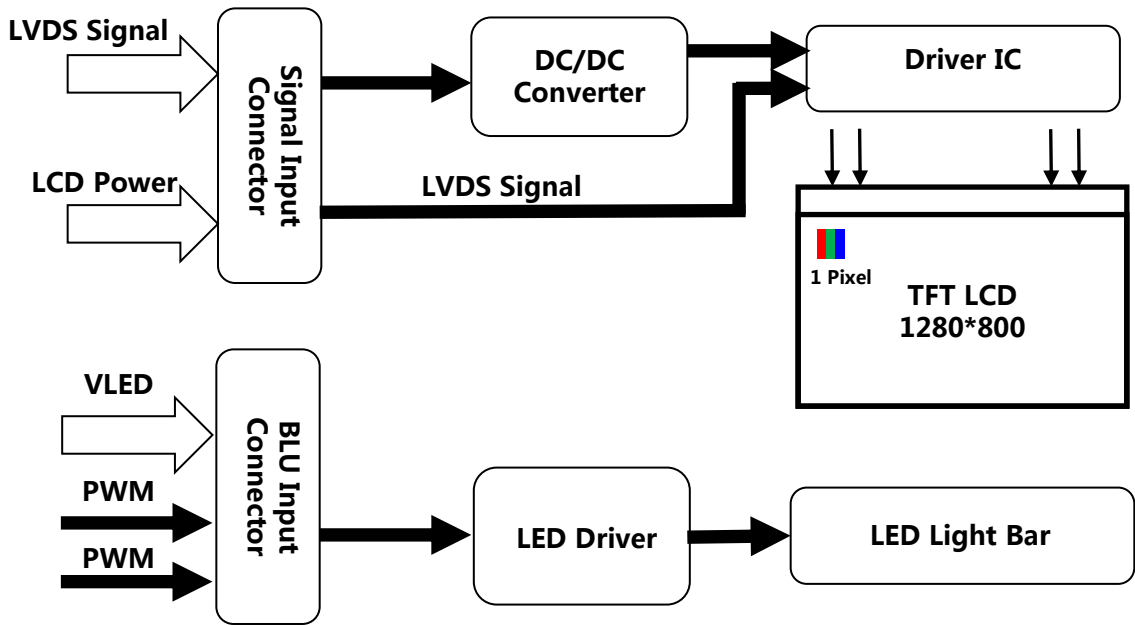 LVDS Signal
LCD Power
Signal Input
Connector
DC/DC
Converter
Driver IC
LVDS Signal
1 Pixel
TFT LCD
1280*800
VLED
PWM
PWM
BLU Input
Connector
LED Driver
LED Light Bar